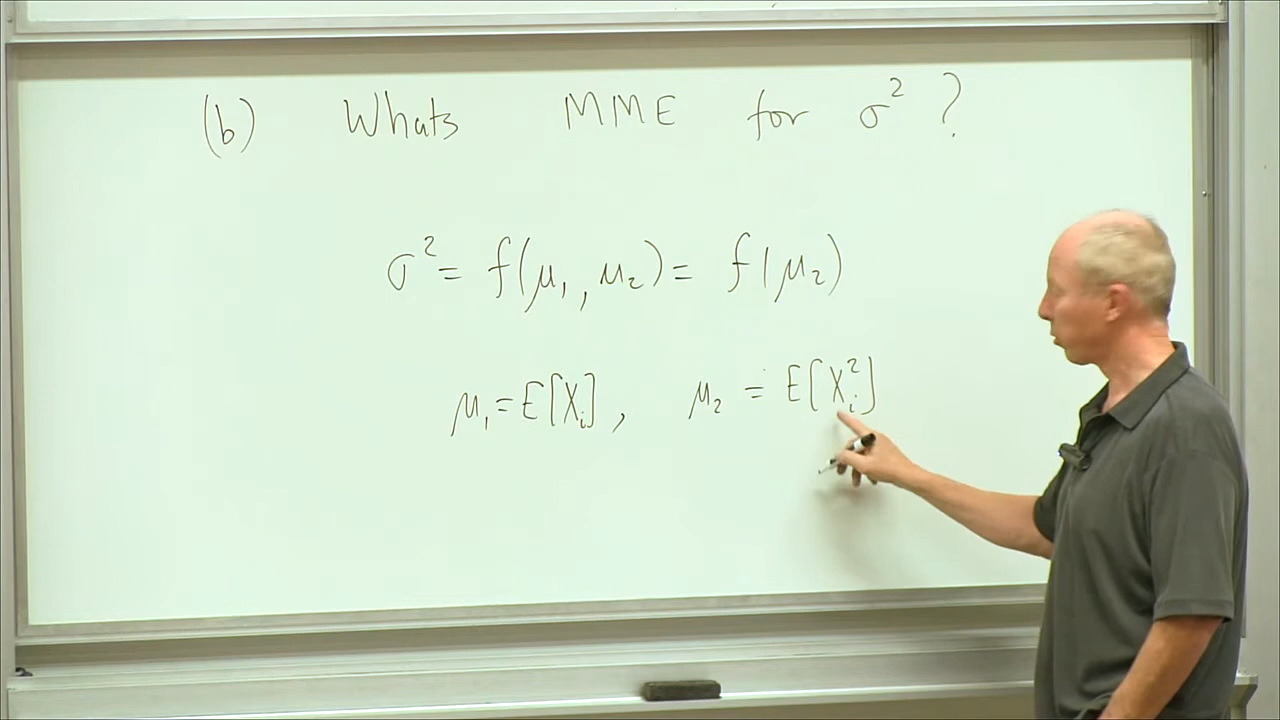 (b) Whats MME for σ² ?
σ² = f(μ₁, μ₂) = f(μ₂)
μ₁ = E[Xᵢ], μ₂ = E[Xᵢ²]